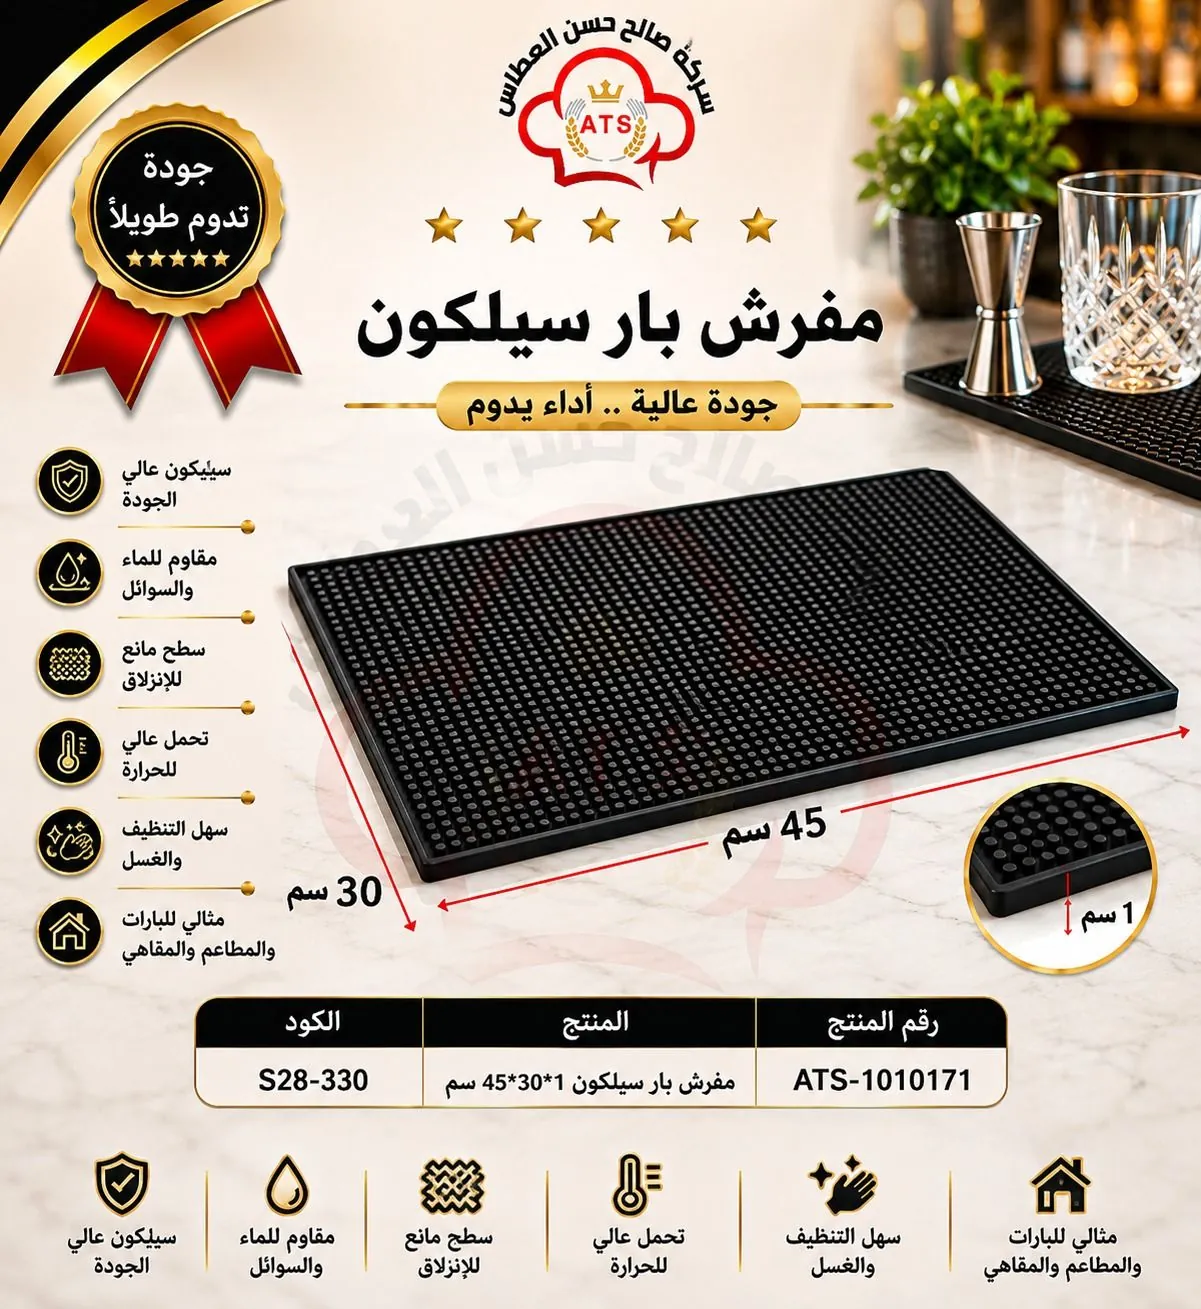 شركة صالح حسن العطاس
ATS
جودة
تدوم طويلاً
مفرش بار سيلكون
جودة عالية .. أداء يدوم
سيليكون عالي
الجودة
مقاوم للماء
والسوائل
سطح مانع
للإنزلاق
تحمل عالي
للحرارة
سهل التنظيف
والغسل
مثالي للبارات
والمطاعم والمقاهي
30 سم
45 سم
1 سم
رقم المنتج
المنتج
الكود
ATS-1010171
مفرش بار سيلكون 1*30*45 سم
S28-330
مثالي للبارات
والمطاعم والمقاهي
سهل التنظيف
والغسل
تحمل عالي
للحرارة
سطح مانع
للإنزلاق
مقاوم للماء
والسوائل
سيليكون عالي
الجودة